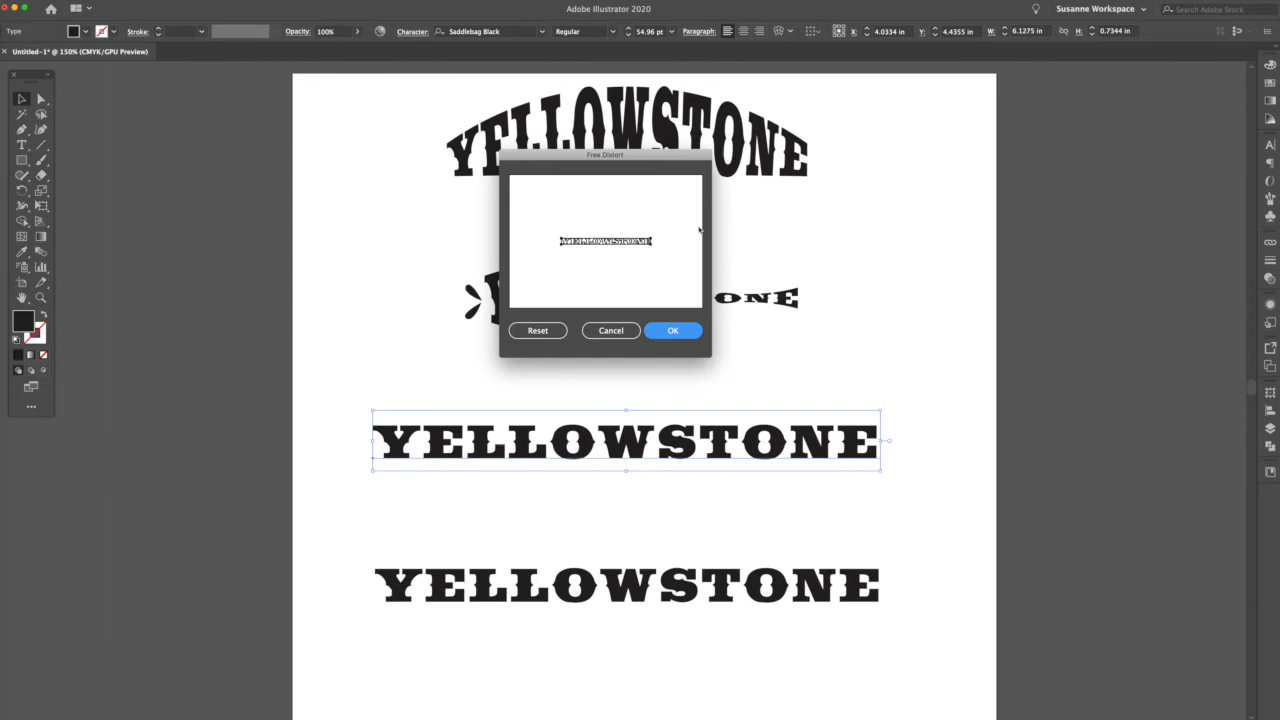 Adobe Illustrator 2020
Susanne Workspace
Search Adobe Stock
Type
Stroke:
Opacity: 100%
Character: Saddlebag Black
Regular
54.96 pt
Paragraph:
X: 4.0334 in
Y: 4.4355 in
W: 6.1275 in
H: 0.7344 in
Untitled-1* @ 150% (CMYK/GPU Preview)
YELLOWSTONE
Free Distort
YELLOWSTONE
ONE
Reset
Cancel
OK
YELLOWSTONE
YELLOWSTONE